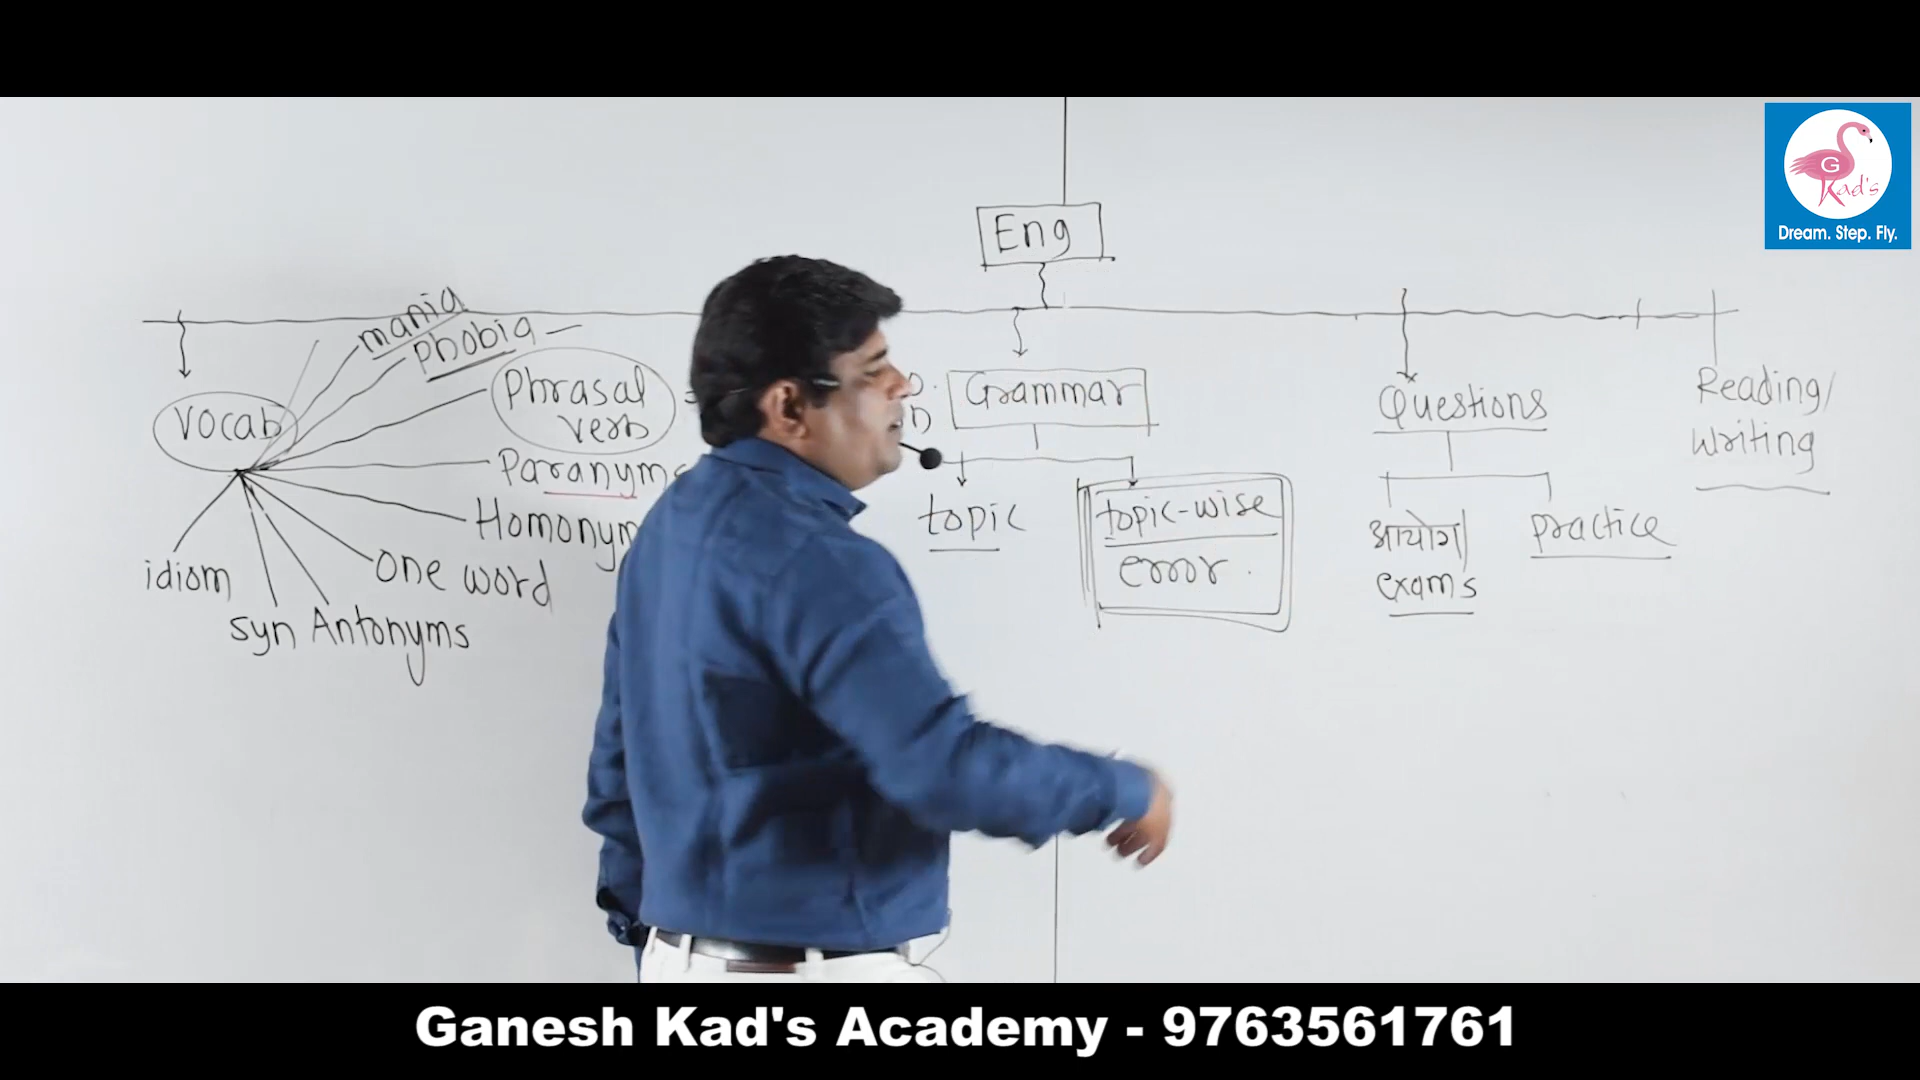 G
Kad's
Dream. Step. Fly.
Eng
mania
phobia
vocab
Phrasal
verb
Paranyms
Homonym
one word
idiom
syn Antonyms
Grammar
topic
topic-wise
error
Questions
आयोग/
exams
practice
Reading/
writing
Ganesh Kad's Academy - 9763561761